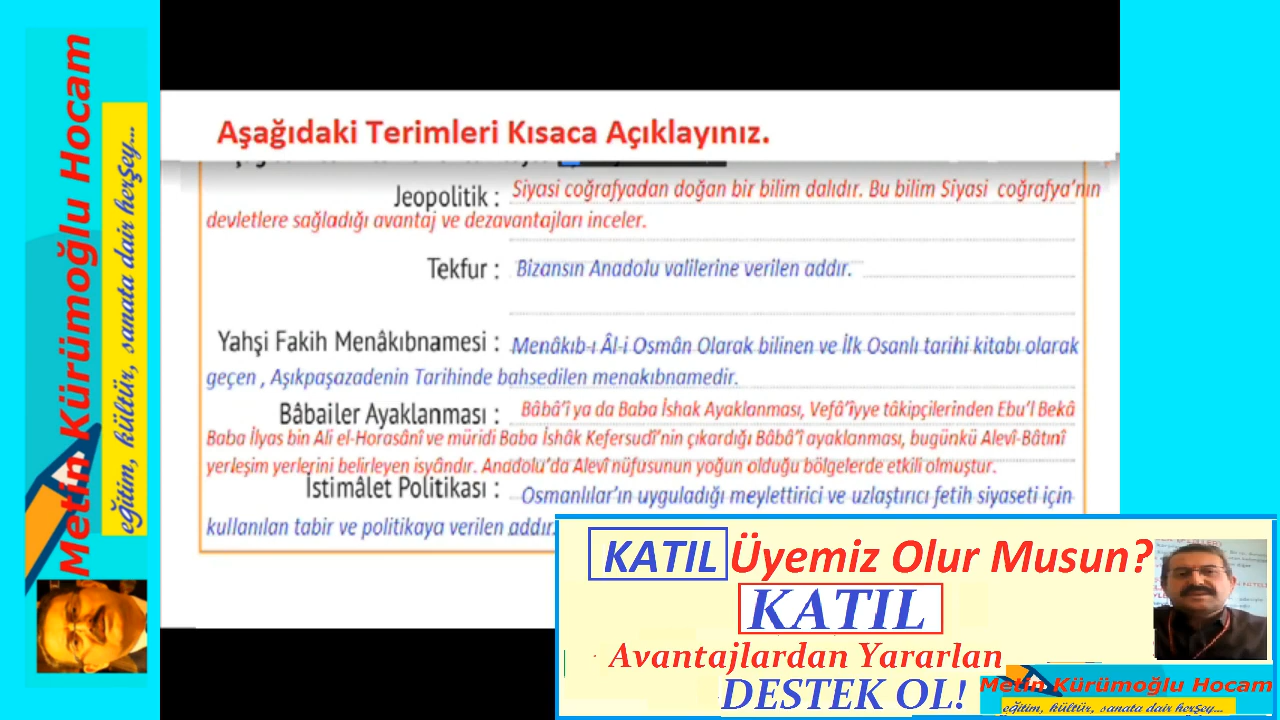 Metin Kürümoğlu Hocam
eğitim, kültür, sanata dair herşey...
Aşağıdaki Terimleri Kısaca Açıklayınız.
Jeopolitik : Siyasi coğrafyadan doğan bir bilim dalıdır. Bu bilim Siyasi coğrafya'nın
devletlere sağladığı avantaj ve dezavantajları inceler.
Tekfur : Bizansın Anadolu valilerine verilen addır.
Yahşi Fakih Menâkıbnamesi : Menâkıb-ı Âl-i Osmân Olarak bilinen ve İlk Osanlı tarihi kitabı olarak
geçen , Aşıkpaşazadenin Tarihinde bahsedilen menakıbnamedir.
Bâbailer Ayaklanması : Bâbâ'î ya da Baba İshak Ayaklanması, Vefâ'îyye tâkipçilerinden Ebu'l Bekâ
Baba İlyas bin Ali el-Horasânî ve müridi Baba İshâk Kefersudî'nin çıkardığı Bâbâ'î ayaklanması, bugünkü Alevî-Bâtınî
yerleşim yerlerini belirleyen isyândır. Anadolu'da Alevî nüfusunun yoğun olduğu bölgelerde etkili olmuştur.
İstimâlet Politikası : Osmanlılar'ın uyguladığı meylettirici ve uzlaştırıcı fetih siyaseti için
kullanılan tabir ve politikaya verilen addır.
KATIL Üyemiz Olur Musun?
KATIL
Avantajlardan Yararlan
DESTEK OL!
Metin Kürümoğlu Hocam
eğitim, kültür, sanata dair herşey...